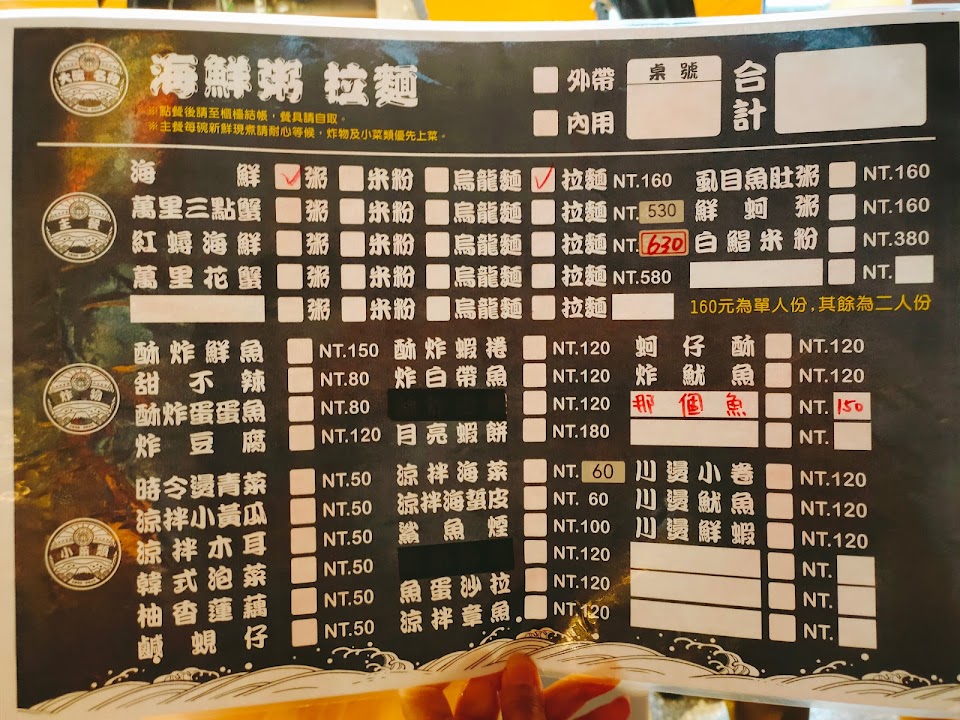 海鮮粥 拉麵
※點餐後請至櫃檯結帳，餐具請自取。
※主餐每碗新鮮現煮請耐心等候，炸物及小菜類優先上菜。
外帶
內用
桌號
合計
主餐
海鮮 粥 米粉 烏龍麵 拉麵 NT.160
萬里三點蟹 粥 米粉 烏龍麵 拉麵 NT.530
紅蟳海鮮 粥 米粉 烏龍麵 拉麵 NT.630
萬里花蟹 粥 米粉 烏龍麵 拉麵 NT.580
粥 米粉 烏龍麵 拉麵
虱目魚肚粥 NT.160
鮮蚵粥 NT.160
白鯧米粉 NT.380
NT.
160元為單人份,其餘為二人份
炸物
酥炸鮮魚 NT.150
甜不辣 NT.80
酥炸蛋蛋魚 NT.80
炸豆腐 NT.120
酥炸蝦捲 NT.120
炸白帶魚 NT.120
NT.120
月亮蝦餅 NT.180
蚵仔酥 NT.120
炸魷魚 NT.120
那個魚 NT.150
NT.
時令燙青菜 NT.50
涼拌小黃瓜 NT.50
涼拌木耳 NT.50
韓式泡菜 NT.50
柚香蓮藕 NT.50
鹹蜆仔 NT.50
涼拌海菜 NT.60
涼拌海蜇皮 NT.60
鯊魚煙 NT.100
NT.120
魚蛋沙拉 NT.120
涼拌章魚 NT.120
川燙小卷 NT.120
川燙魷魚 NT.120
川燙鮮蝦 NT.120
NT.
NT.
NT.